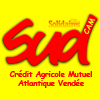 Solidaires
Sud
CAM
Crédit Agricole Mutuel
Atlantique Vendée